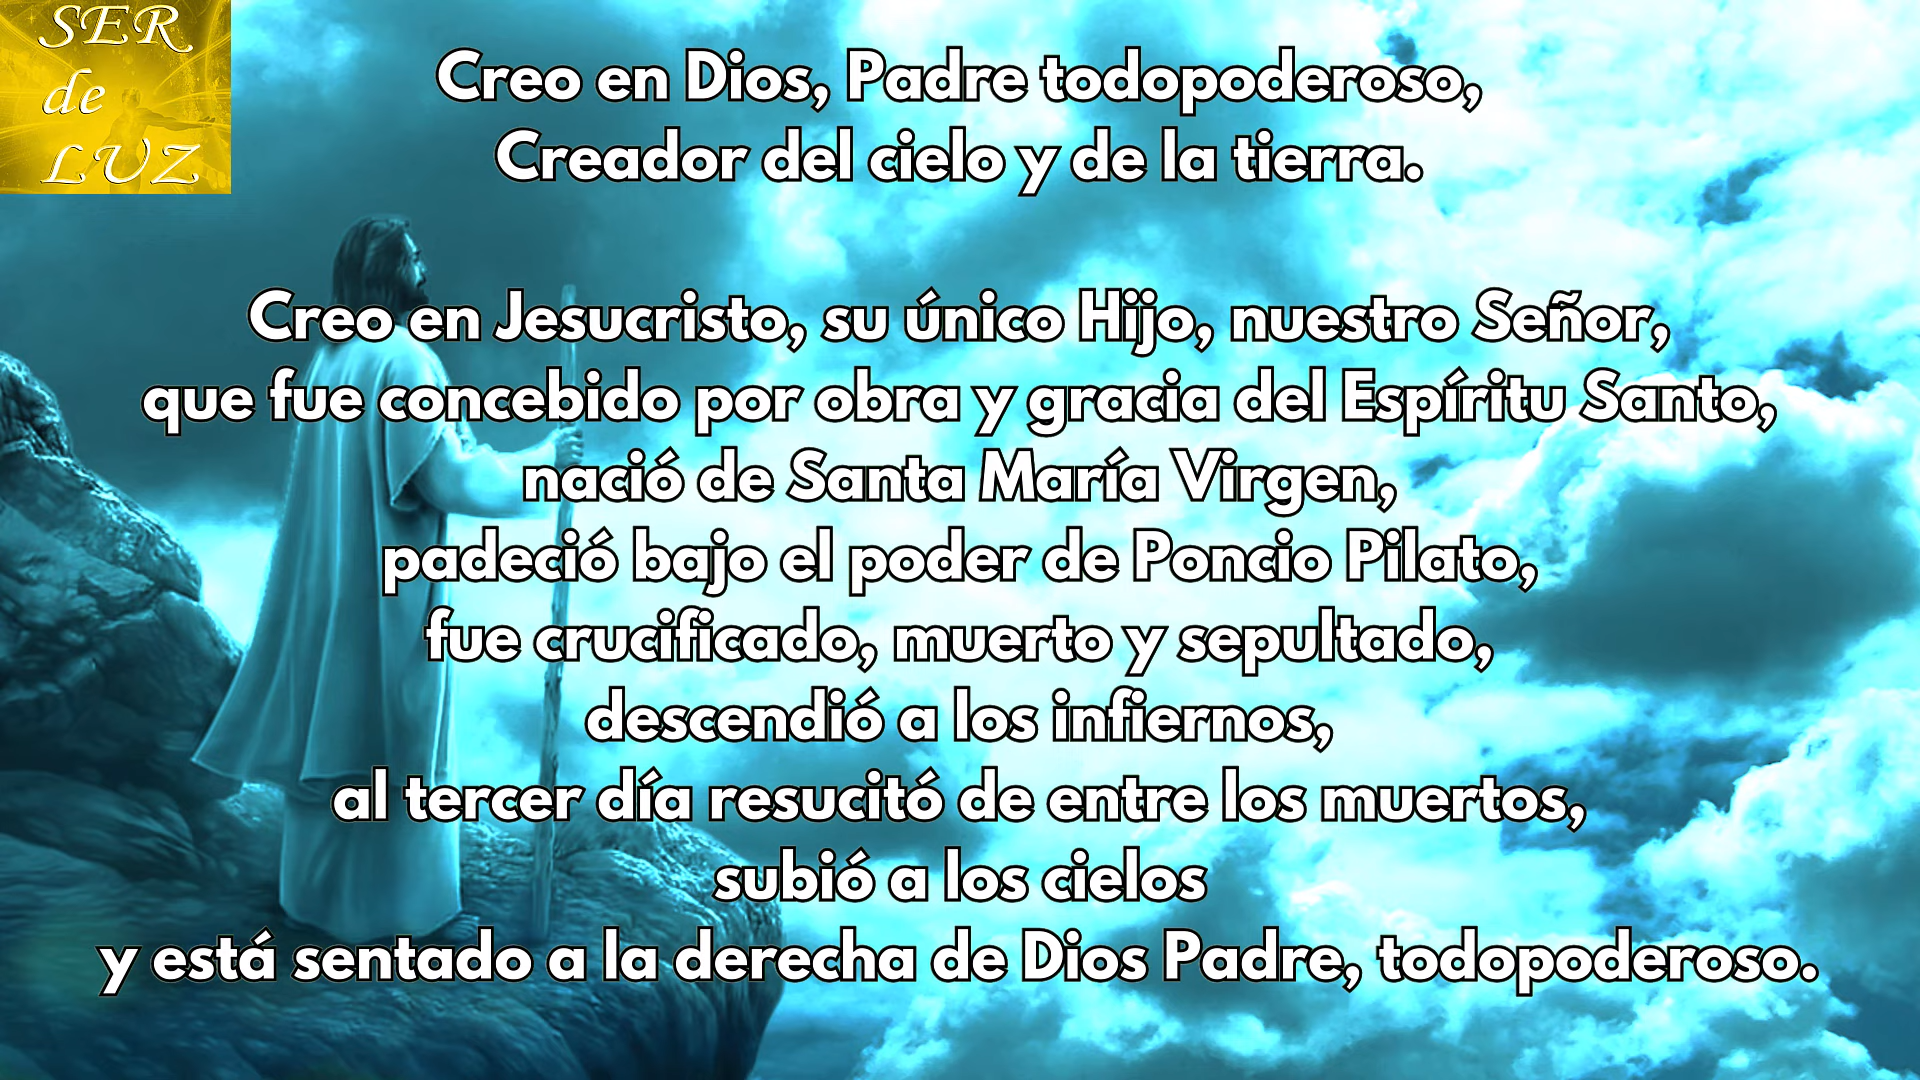 SER
de
LUZ
Creo en Dios, Padre todopoderoso,
Creador del cielo y de la tierra.
Creo en Jesucristo, su único Hijo, nuestro Señor,
que fue concebido por obra y gracia del Espíritu Santo,
nació de Santa María Virgen,
padeció bajo el poder de Poncio Pilato,
fue crucificado, muerto y sepultado,
descendió a los infiernos,
al tercer día resucitó de entre los muertos,
subió a los cielos
y está sentado a la derecha de Dios Padre, todopoderoso.